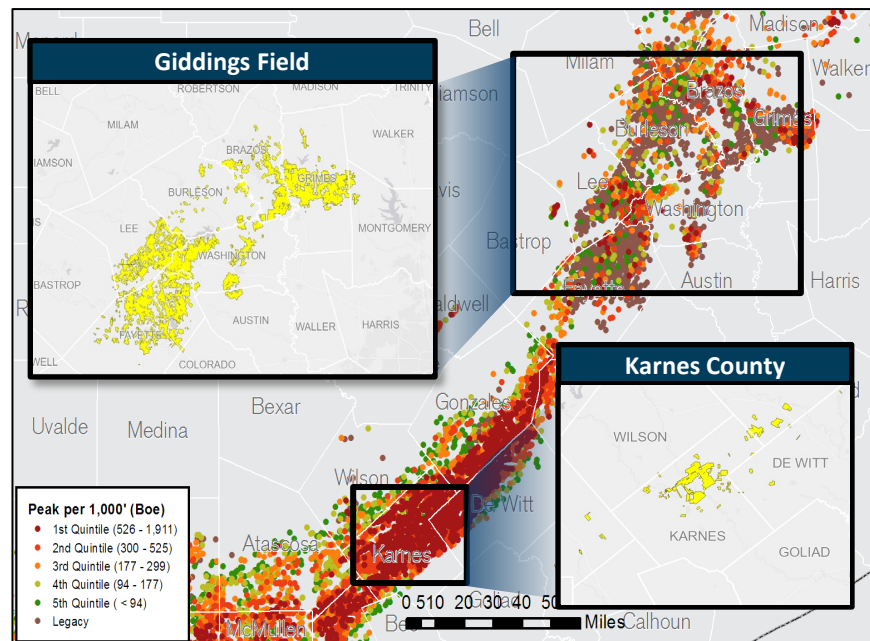 Bell
Madison
Milam
Walker
Brazos
Grimes
Burleson
Lee
Washington
Bastrop
Austin
Harris
Fayette
Giddings Field
BELL
ROBERTSON
MADISON
TRINITY
MILAM
WALKER
BRAZOS
GRIMES
BURLESON
LEE
MONTGOMERY
WASHINGTON
BASTROP
AUSTIN
WALLER
HARRIS
FAYETTE
COLORADO
Gonzales
Bexar
Uvalde
Medina
Wilson
De Witt
Atascosa
Karnes
McMullen
Calhoun
Karnes County
WILSON
DE WITT
KARNES
GOLIAD
Peak per 1,000' (Boe)
1st Quintile (526 - 1,911)
2nd Quintile (300 - 525)
3rd Quintile (177 - 299)
4th Quintile (94 - 177)
5th Quintile ( < 94)
Legacy
0 5 10 20 30 40
Miles